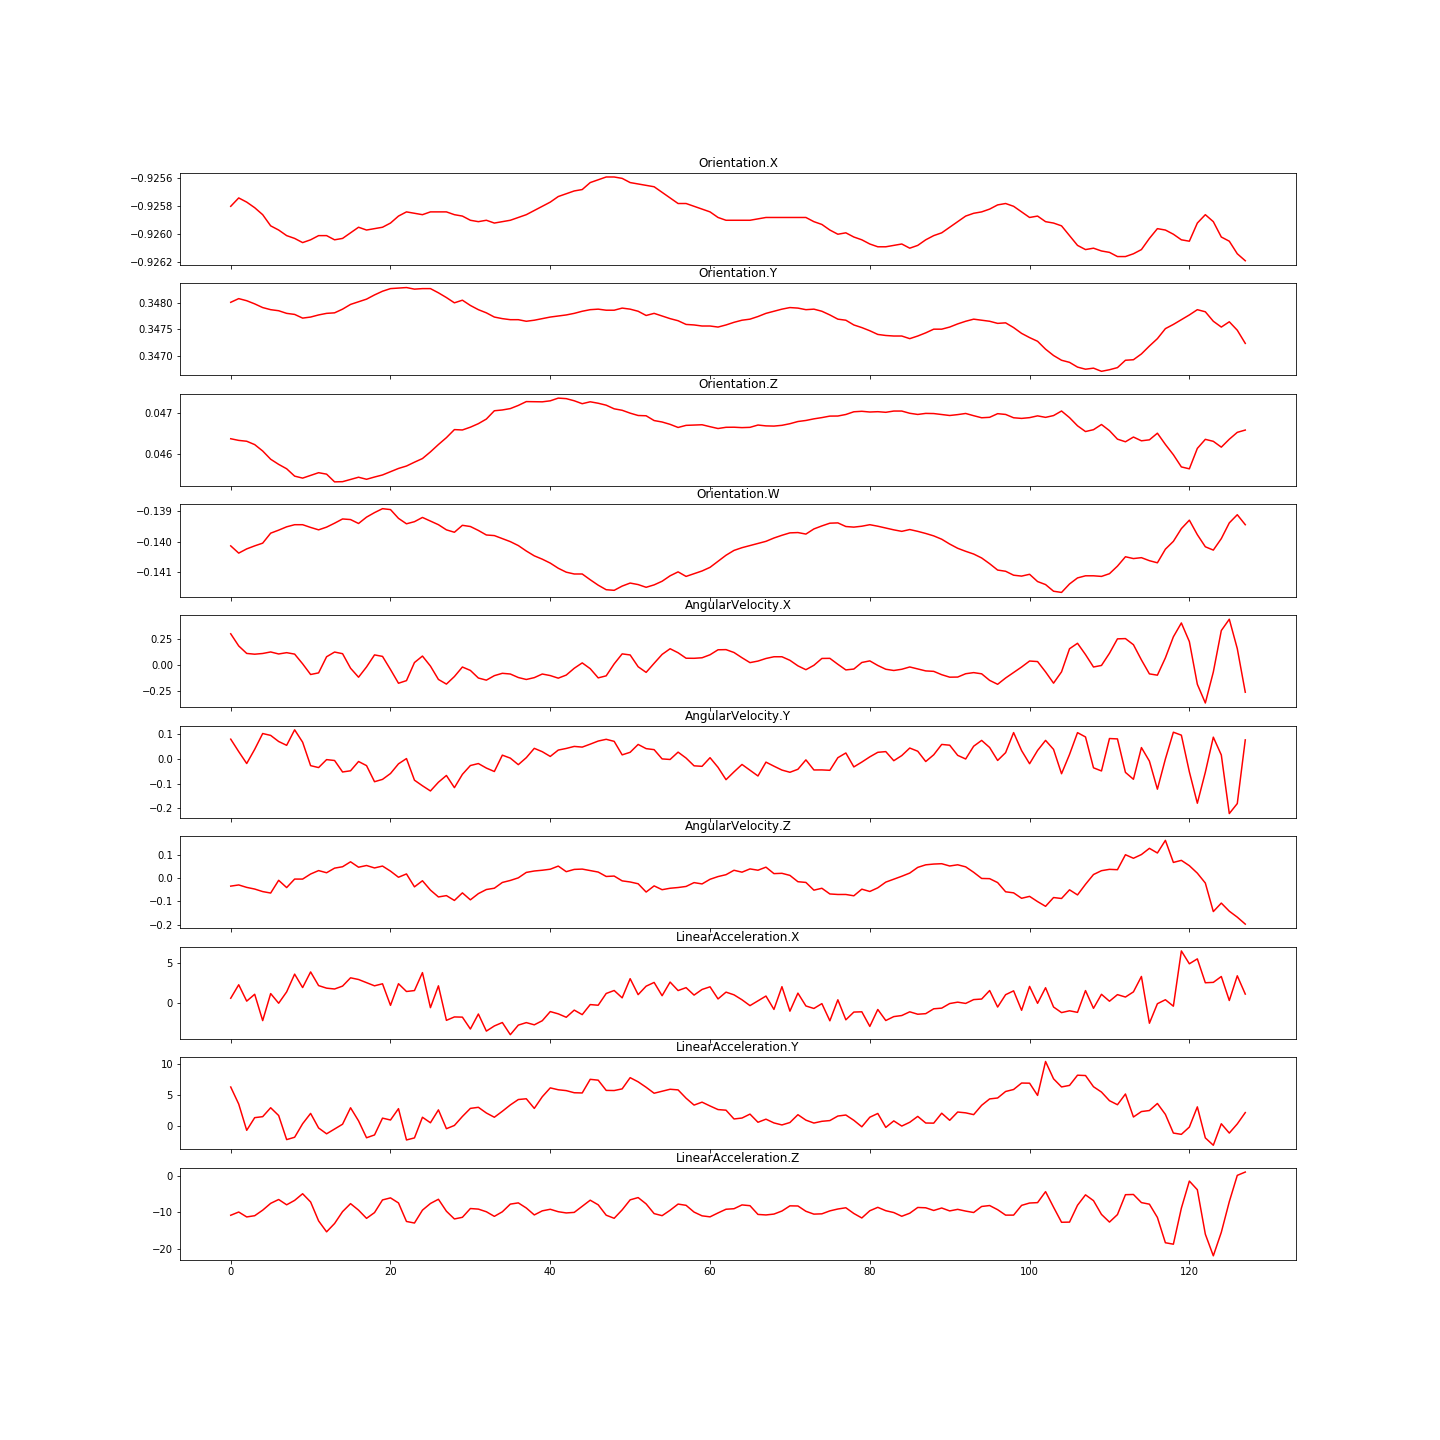 Orientation.X
−0.9256
−0.9258
−0.9260
−0.9262
Orientation.Y
0.3480
0.3475
0.3470
Orientation.Z
0.047
0.046
Orientation.W
−0.139
−0.140
−0.141
AngularVelocity.X
0.25
0.00
−0.25
AngularVelocity.Y
0.1
0.0
−0.1
−0.2
AngularVelocity.Z
0.1
0.0
−0.1
−0.2
LinearAcceleration.X
5
0
LinearAcceleration.Y
10
5
0
LinearAcceleration.Z
0
−10
−20
0 20 40 60 80 100 120